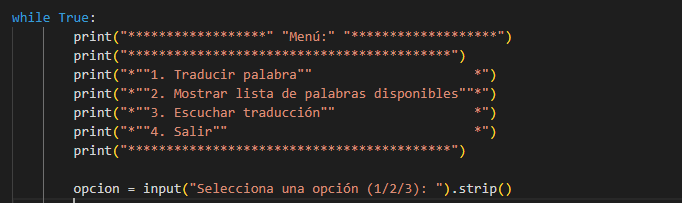 while True:
print("******************" "Menú:" "*******************")
print("******************************************")
print("*""1. Traducir palabra""                     *")
print("*""2. Mostrar lista de palabras disponibles""*")
print("*""3. Escuchar traducción""                  *")
print("*""4. Salir""                                *")
print("******************************************")
opcion = input("Selecciona una opción (1/2/3): ").strip()